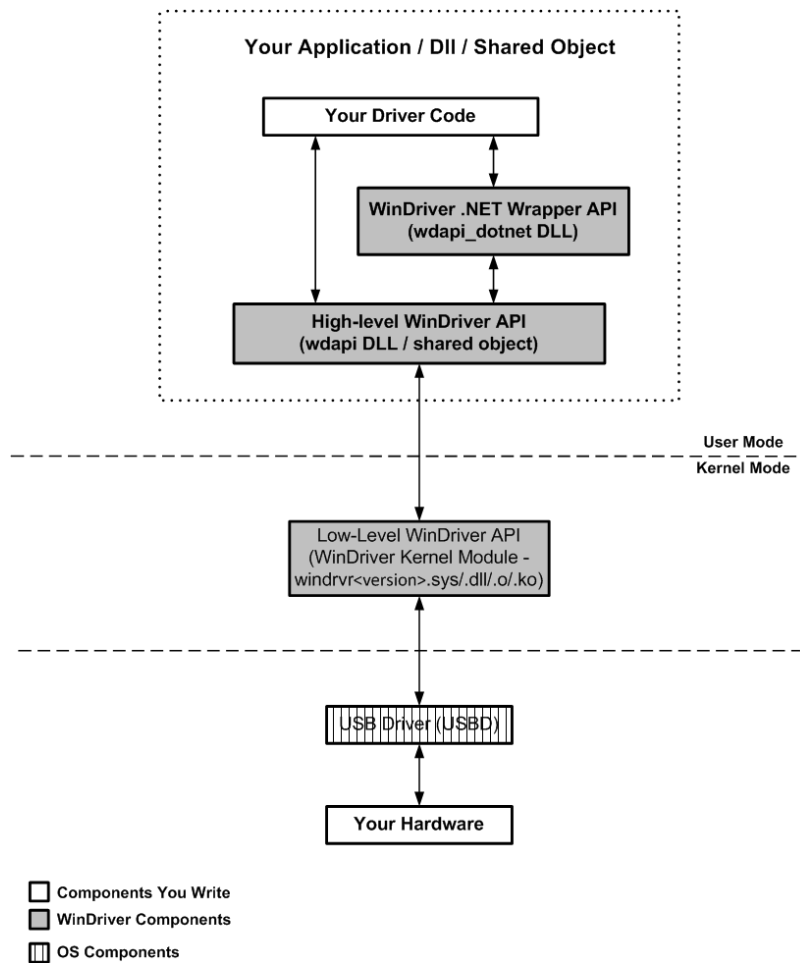 Your Application / Dll / Shared Object
Your Driver Code
WinDriver .NET Wrapper API
(wdapi_dotnet DLL)
High-level WinDriver API
(wdapi DLL / shared object)
User Mode
Kernel Mode
Low-Level WinDriver API
(WinDriver Kernel Module -
windrvr<version>.sys/.dll/.o/.ko)
USB Driver (USBD)
Your Hardware
Components You Write
WinDriver Components
OS Components